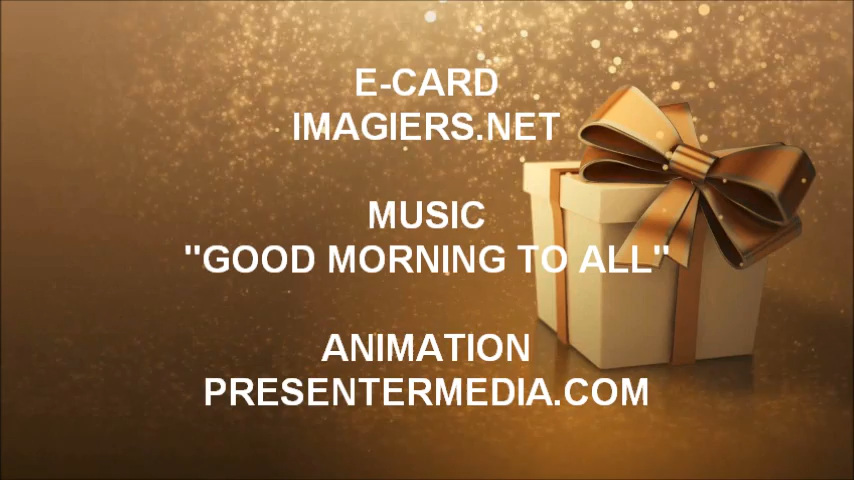 E-CARD
IMAGIERS.NET
MUSIC
"GOOD MORNING TO ALL"
ANIMATION
PRESENTERMEDIA.COM